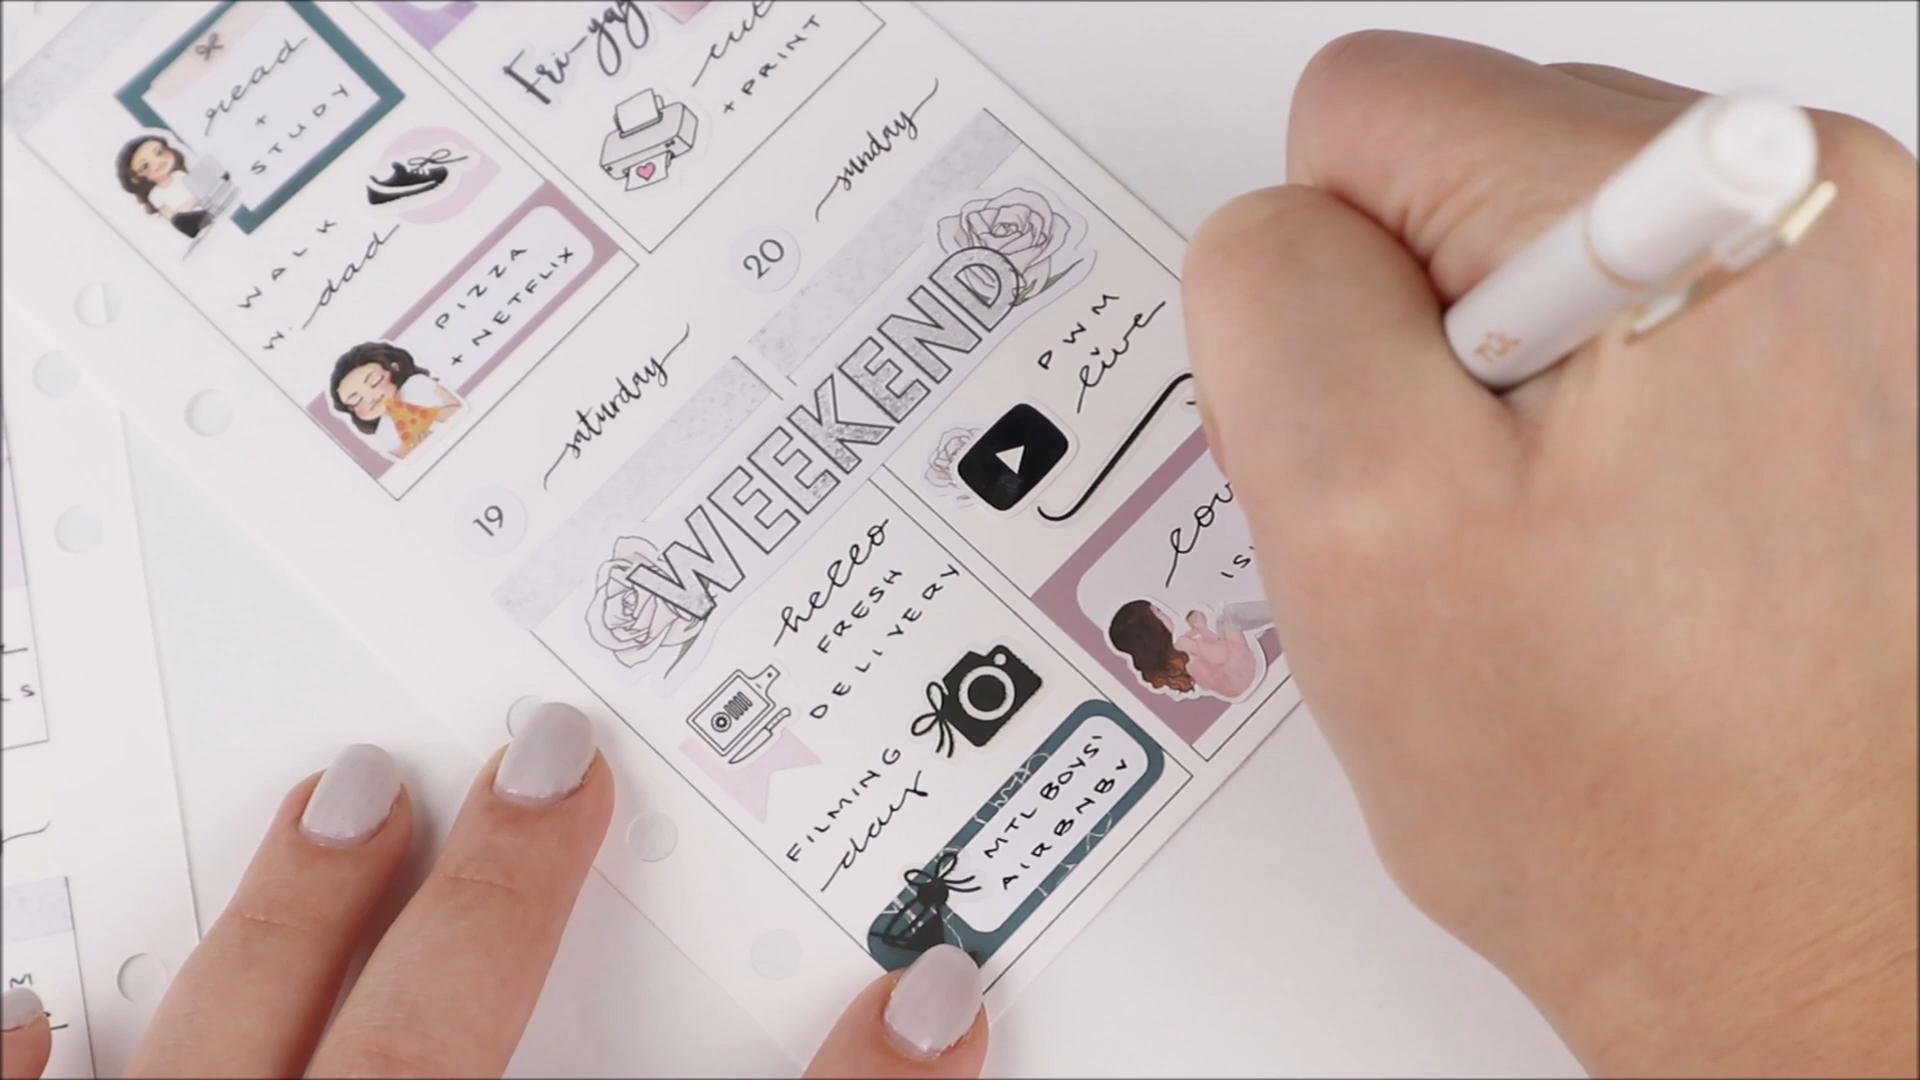 read
+
STUDY
WALK
w. dad
PIZZA
+ NETFLIX
Fri-yay
cut
+ PRINT
19
saturday
20
sunday
WEEKEND
hello
FRESH
DELIVERY
FILMING
day
MTL BOYS'
AIRBNB
PWM
live